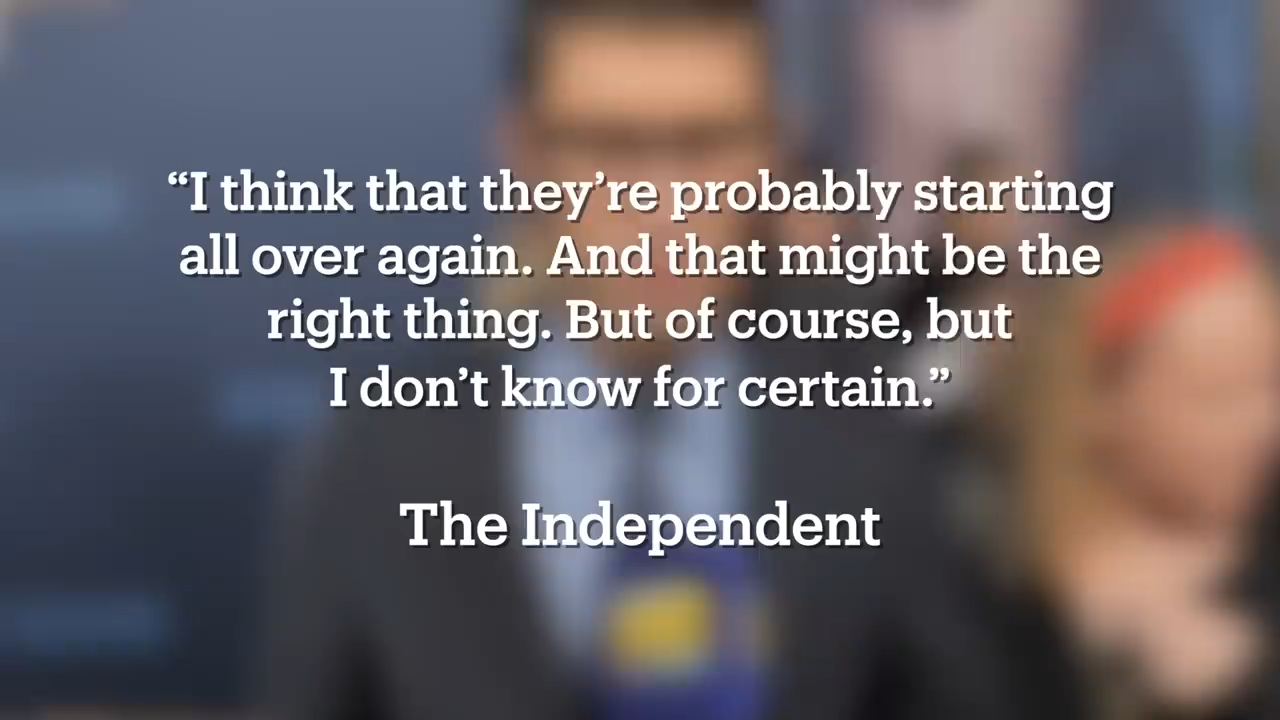 “I think that they’re probably starting
all over again. And that might be the
right thing. But of course, but
I don’t know for certain.”
The Independent